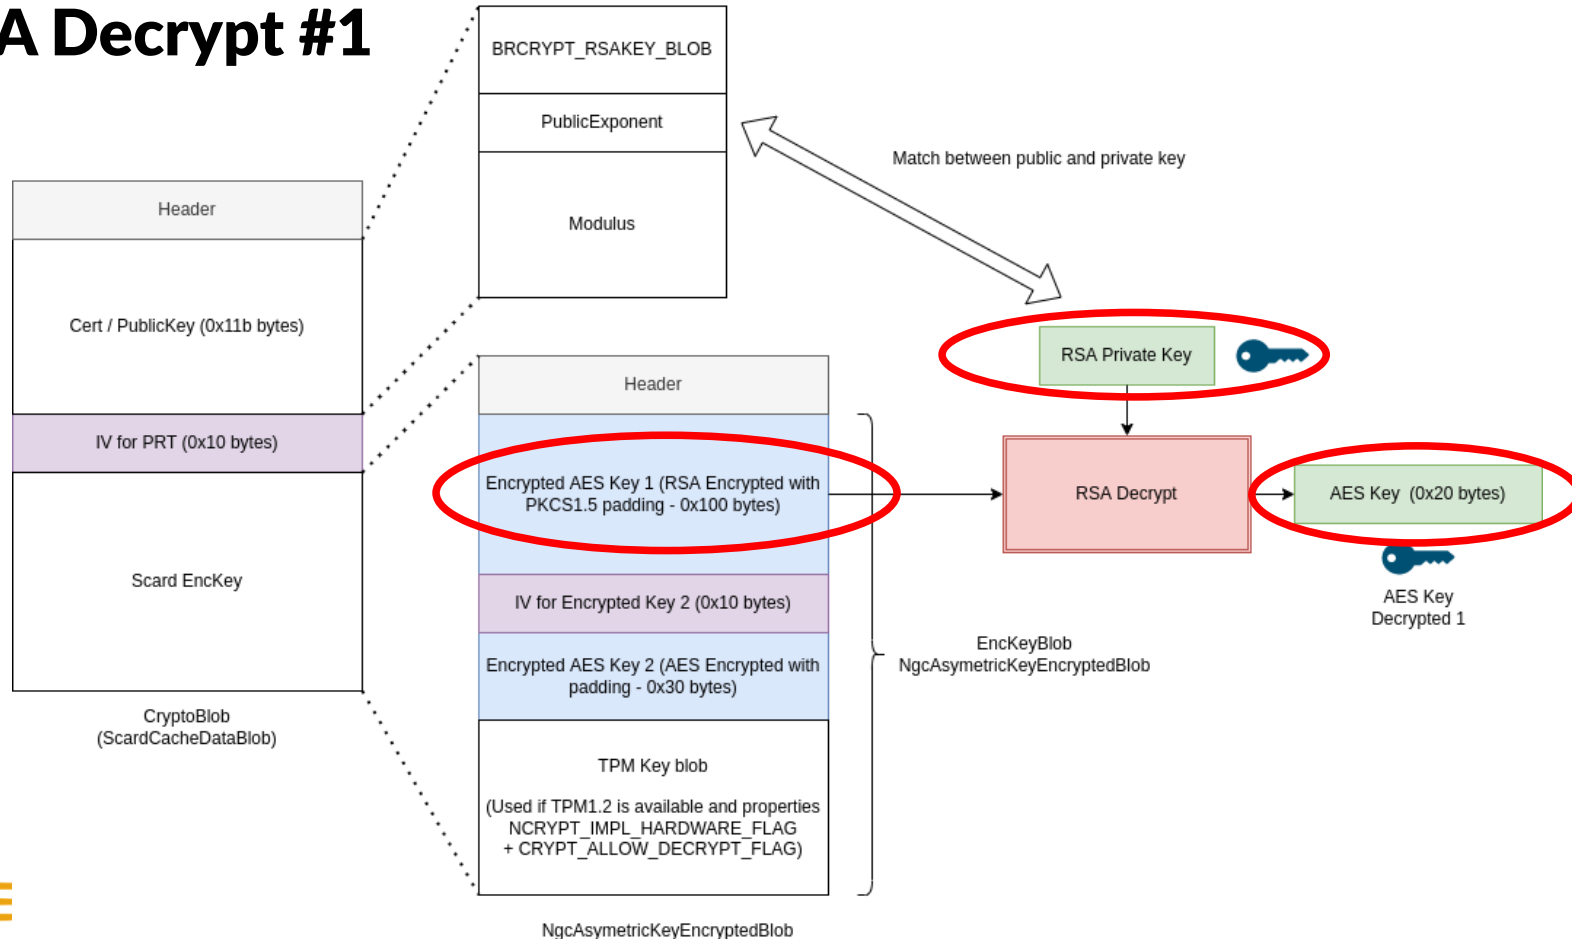 A Decrypt #1
BRCRYPT_RSAKEY_BLOB
PublicExponent
Modulus
Match between public and private key
Header
Cert / PublicKey (0x11b bytes)
IV for PRT (0x10 bytes)
Scard EncKey
CryptoBlob
(ScardCacheDataBlob)
Header
Encrypted AES Key 1 (RSA Encrypted with
PKCS1.5 padding - 0x100 bytes)
IV for Encrypted Key 2 (0x10 bytes)
Encrypted AES Key 2 (AES Encrypted with
padding - 0x30 bytes)
TPM Key blob
(Used if TPM1.2 is available and properties
NCRYPT_IMPL_HARDWARE_FLAG
+ CRYPT_ALLOW_DECRYPT_FLAG)
NgcAsymetricKeyEncryptedBlob
EncKeyBlob
NgcAsymetricKeyEncryptedBlob
RSA Private Key
RSA Decrypt
AES Key (0x20 bytes)
AES Key
Decrypted 1